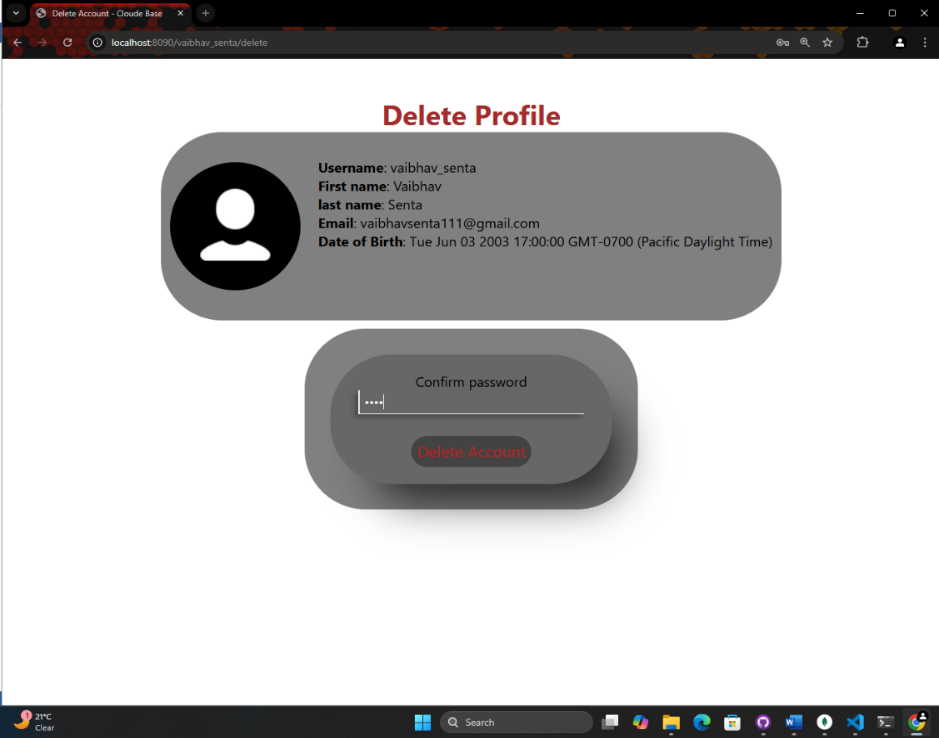 Delete Account - Cloude Base
localhost:8090/vaibhav_senta/delete
Delete Profile
Username: vaibhav_senta
First name: Vaibhav
last name: Senta
Email: vaibhavsenta111@gmail.com
Date of Birth: Tue Jun 03 2003 17:00:00 GMT-0700 (Pacific Daylight Time)
Confirm password
••••
Delete Account
1
21°C
Clear
Search